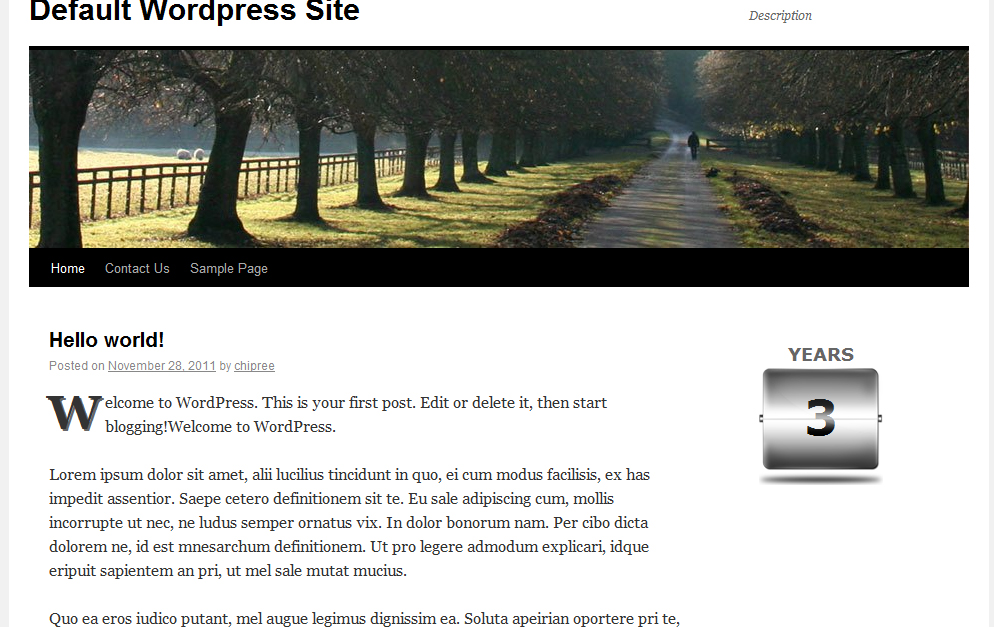 Default Wordpress Site
Description
Home Contact Us Sample Page
Hello world!
Posted on November 28, 2011 by chipree
Welcome to WordPress. This is your first post. Edit or delete it, then start
blogging!Welcome to WordPress.
Lorem ipsum dolor sit amet, alii lucilius tincidunt in quo, ei cum modus facilisis, ex has
impedit assentior. Saepe cetero definitionem sit te. Eu sale adipiscing cum, mollis
incorrupte ut nec, ne ludus semper ornatus vix. In dolor bonorum nam. Per cibo dicta
dolorem ne, id est mnesarchum definitionem. Ut pro legere admodum explicari, idque
eripuit sapientem an pri, ut mel sale mutat mucius.
Quo ea eros iudico putant, mel augue legimus dignissim ea. Soluta apeirian oportere pri te,
YEARS
3